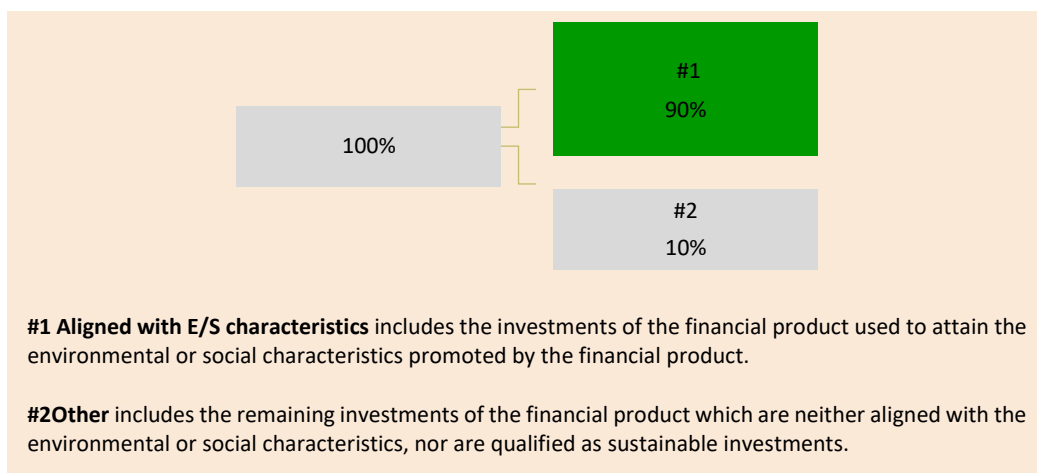 #1
90%
100%
#2
10%
#1 Aligned with E/S characteristics includes the investments of the financial product used to attain the
environmental or social characteristics promoted by the financial product.
#2Other includes the remaining investments of the financial product which are neither aligned with the
environmental or social characteristics, nor are qualified as sustainable investments.